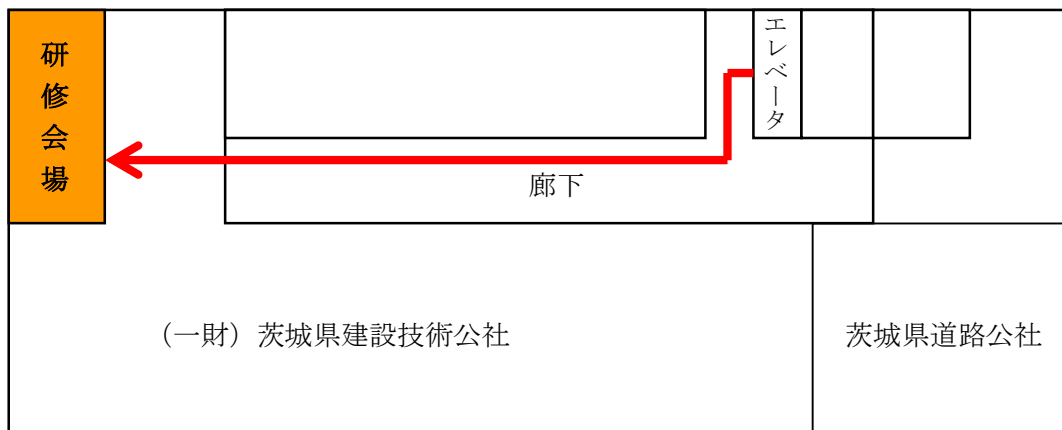 研修会場
エレベータ
廊下
（一財）茨城県建設技術公社
茨城県道路公社